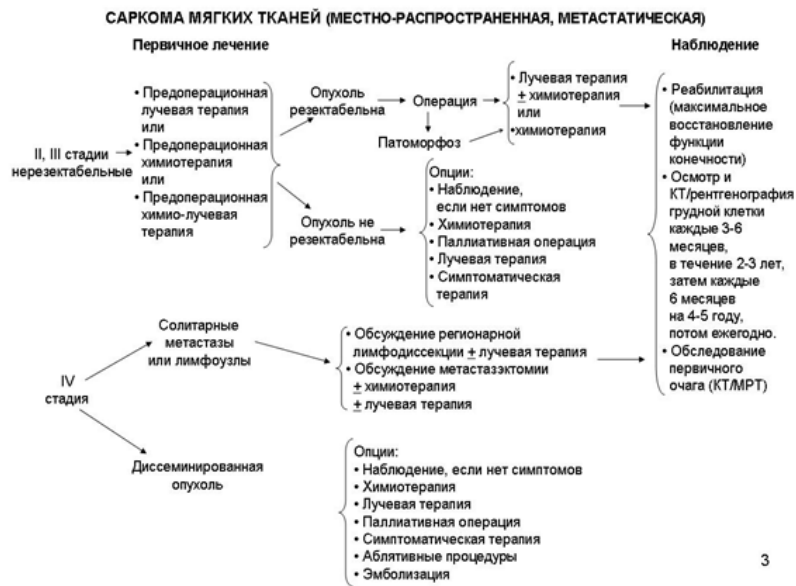 САРКОМА МЯГКИХ ТКАНЕЙ (МЕСТНО-РАСПРОСТРАНЕННАЯ, МЕТАСТАТИЧЕСКАЯ)
Первичное лечение
II, III стадии
нерезектабельные
• Предоперационная
лучевая терапия
или
• Предоперационная
химиотерапия
или
• Предоперационная
химио-лучевая
терапия
Опухоль
резектабельна
Операция
Патоморфоз
• Лучевая терапия
± химиотерапия
или
•химиотерапия
Опухоль не
резектабельна
Опции:
• Наблюдение,
если нет симптомов
• Химиотерапия
• Паллиативная операция
• Лучевая терапия
• Симптоматическая
терапия
IV
стадия
Солитарные
метастазы
или лимфоузлы
• Обсуждение регионарной
лимфодиссекции ± лучевая терапия
• Обсуждение метастазэктомии
± химиотерапия
± лучевая терапия
Диссеминированная
опухоль
Опции:
• Наблюдение, если нет симптомов
• Химиотерапия
• Лучевая терапия
• Паллиативная операция
• Симптоматическая терапия
• Аблятивные процедуры
• Эмболизация
Наблюдение
• Реабилитация
(максимальное
восстановление
функции
конечности)
• Осмотр и
КТ/рентгенография
грудной клетки
каждые 3-6
месяцев,
в течение 2-3 лет,
затем каждые
6 месяцев
на 4-5 году,
потом ежегодно.
• Обследование
первичного
очага (КТ/МРТ)
3